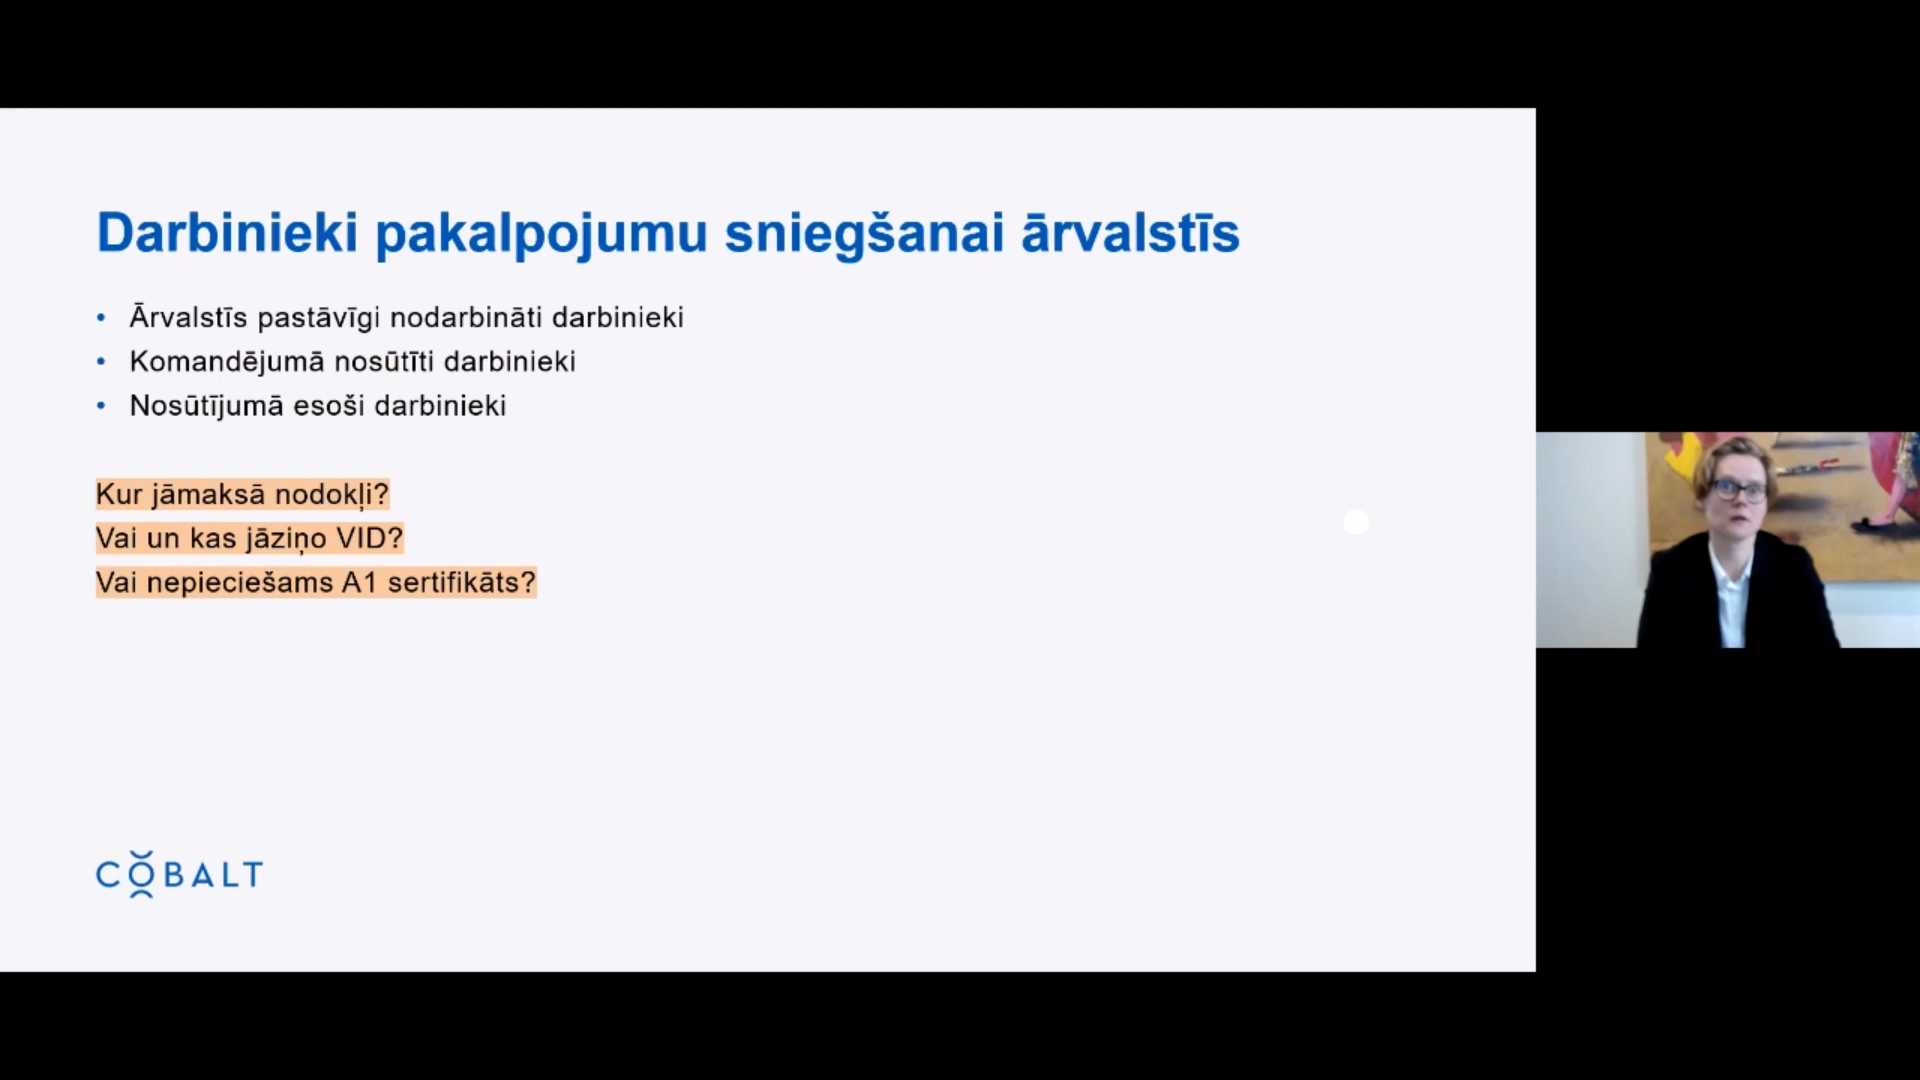 Darbinieki pakalpojumu sniegšanai ārvalstīs
• Ārvalstīs pastāvīgi nodarbināti darbinieki
• Komandējumā nosūtīti darbinieki
• Nosūtījumā esoši darbinieki
Kur jāmaksā nodokļi?
Vai un kas jāziņo VID?
Vai nepieciešams A1 sertifikāts?
COBALT